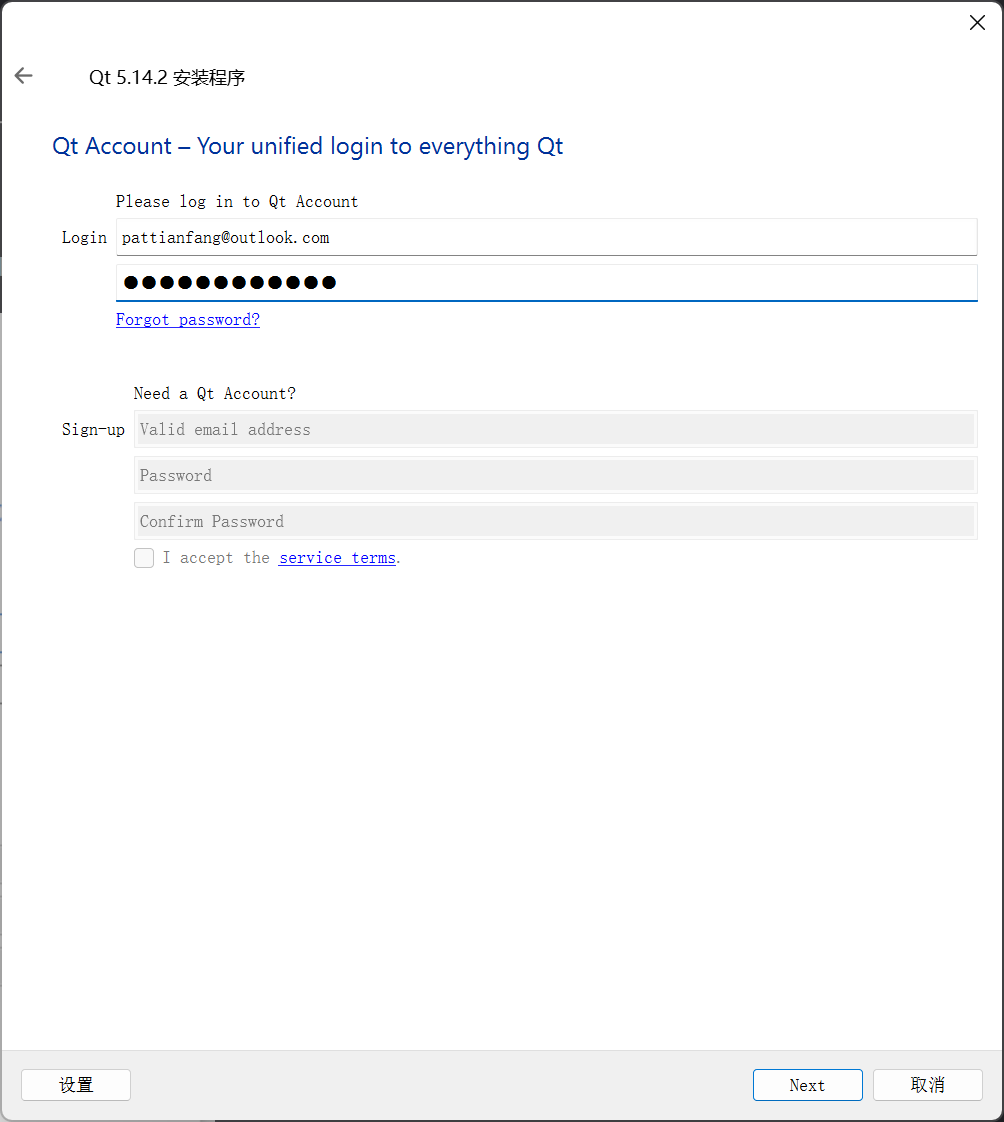 Qt 5.14.2 安装程序
Qt Account – Your unified login to everything Qt
Please log in to Qt Account
Login pattianfang@outlook.com
●●●●●●●●●●●●
Forgot password?
Need a Qt Account?
Sign-up Valid email address
Password
Confirm Password
I accept the service terms.
设置 Next 取消